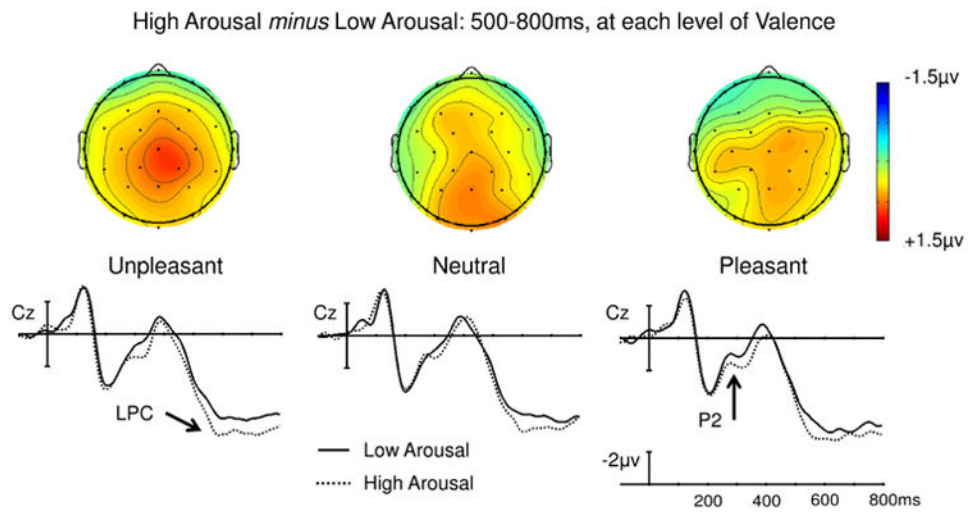 High Arousal minus Low Arousal: 500-800ms, at each level of Valence
-1.5μv
+1.5μv
Unpleasant
Neutral
Pleasant
Cz
Cz
Cz
LPC
P2
Low Arousal
High Arousal
-2μv
200 400 600 800ms